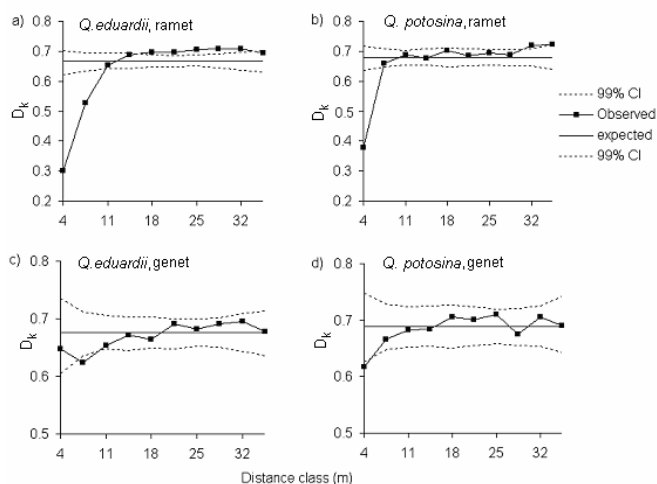 a) Q.eduardii, ramet
0.8
0.7
0.6
0.5
0.4
0.3
0.2
Dk
4 11 18 25 32
b) Q. potosina, ramet
0.8
0.7
0.6
0.5
0.4
0.3
0.2
Dk
4 11 18 25 32
99% CI
Observed
expected
99% CI
c) Q.eduardii, genet
0.8
0.7
0.6
0.5
Dk
4 11 18 25 32
d) Q. potosina, genet
0.8
0.7
0.6
0.5
Dk
4 11 18 25 32
Distance class (m)